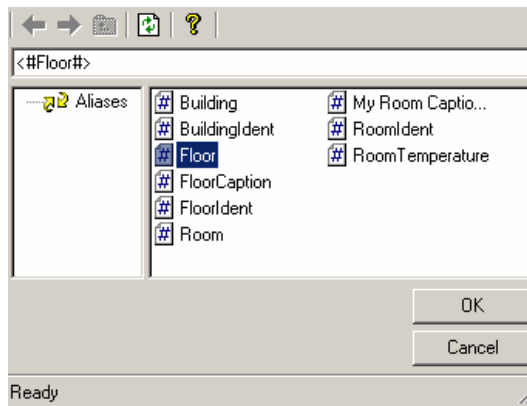 <#Floor#>
Aliases
Building
BuildingIdent
Floor
FloorCaption
FloorIdent
Room
My Room Captio...
RoomIdent
RoomTemperature
OK
Cancel
Ready